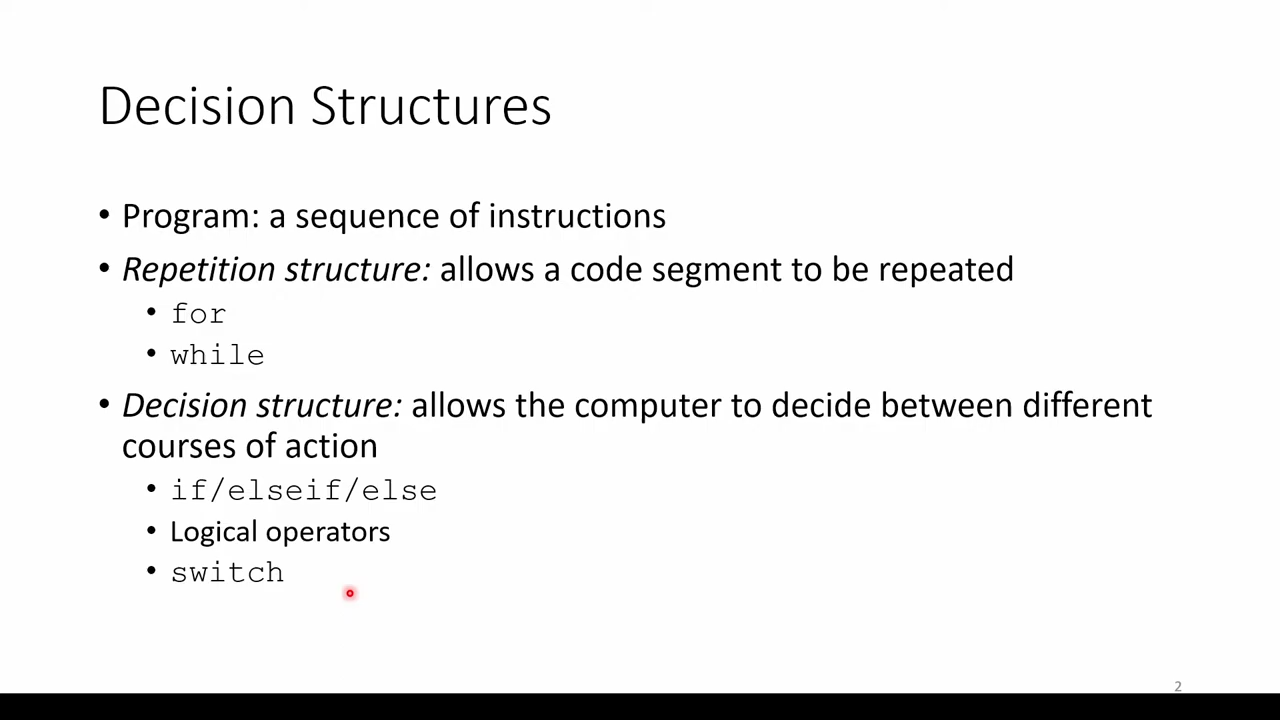 Decision Structures
• Program: a sequence of instructions
• Repetition structure: allows a code segment to be repeated
• for
• while
• Decision structure: allows the computer to decide between different
courses of action
• if/elseif/else
• Logical operators
• switch
2